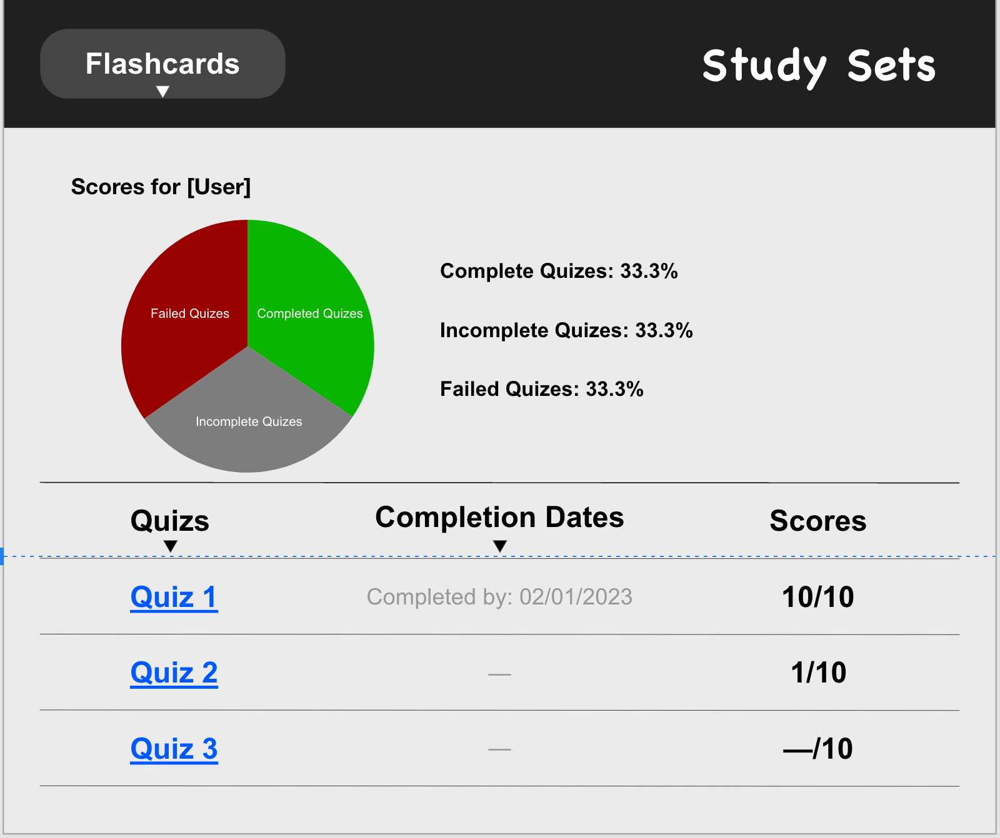 Flashcards
Study Sets
Scores for [User]
Failed Quizes
Completed Quizes
Incomplete Quizes
Complete Quizes: 33.3%
Incomplete Quizes: 33.3%
Failed Quizes: 33.3%
Quizs
Completion Dates
Scores
Quiz 1
Completed by: 02/01/2023
10/10
Quiz 2
—
1/10
Quiz 3
—
—/10